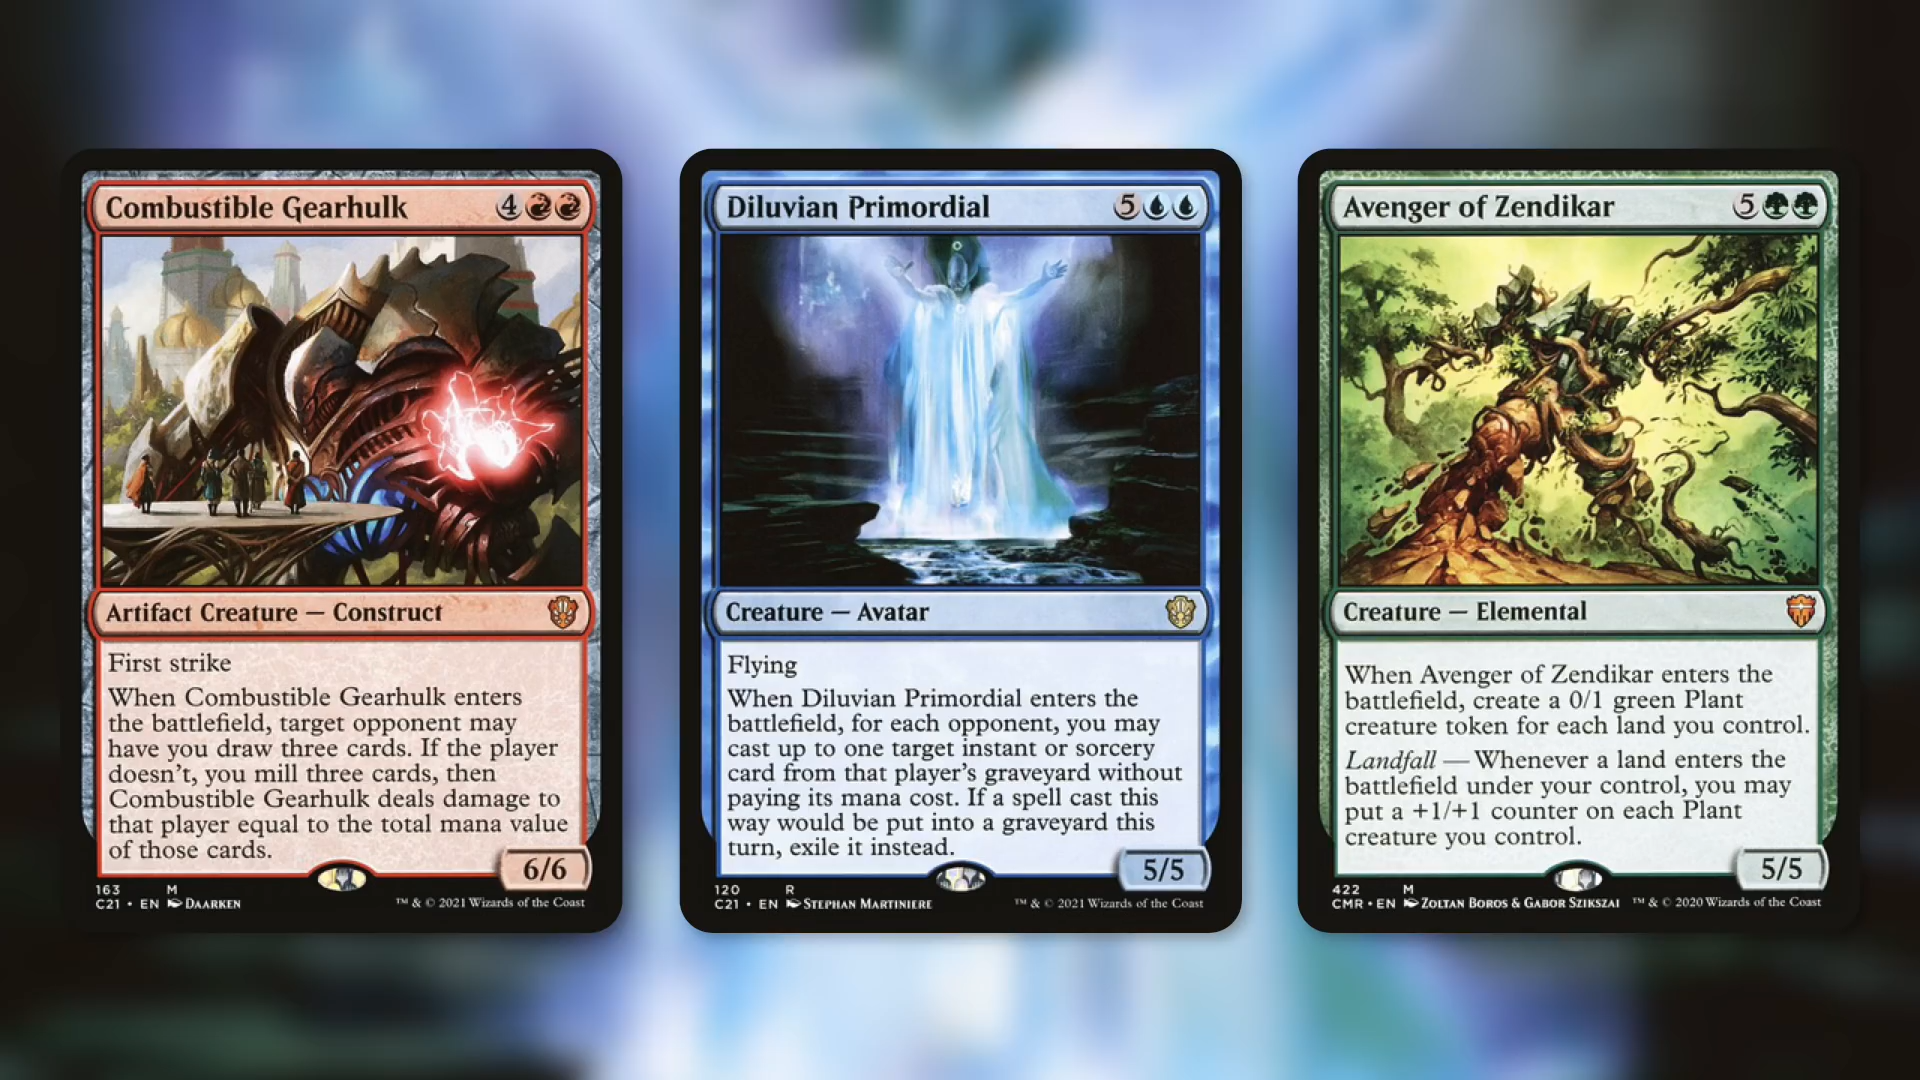 Combustible Gearhulk 4
Artifact Creature — Construct
First strike
When Combustible Gearhulk enters
the battlefield, target opponent may
have you draw three cards. If the player
doesn't, you mill three cards, then
Combustible Gearhulk deals damage to
that player equal to the total mana value
of those cards.
6/6
163 M
C21 • EN DAARKEN
™ & © 2021 Wizards of the Coast
Diluvian Primordial 5
Creature — Avatar
Flying
When Diluvian Primordial enters the
battlefield, for each opponent, you may
cast up to one target instant or sorcery
card from that player's graveyard without
paying its mana cost. If a spell cast this
way would be put into a graveyard this
turn, exile it instead.
5/5
120 R
C21 • EN STEPHAN MARTINIERE
™ & © 2021 Wizards of the Coast
Avenger of Zendikar 5
Creature — Elemental
When Avenger of Zendikar enters the
battlefield, create a 0/1 green Plant
creature token for each land you control.
Landfall — Whenever a land enters the
battlefield under your control, you may
put a +1/+1 counter on each Plant
creature you control.
5/5
422 M
CMR • EN ZOLTAN BOROS & GABOR SZIKSZAI
™ & © 2020 Wizards of the Coast